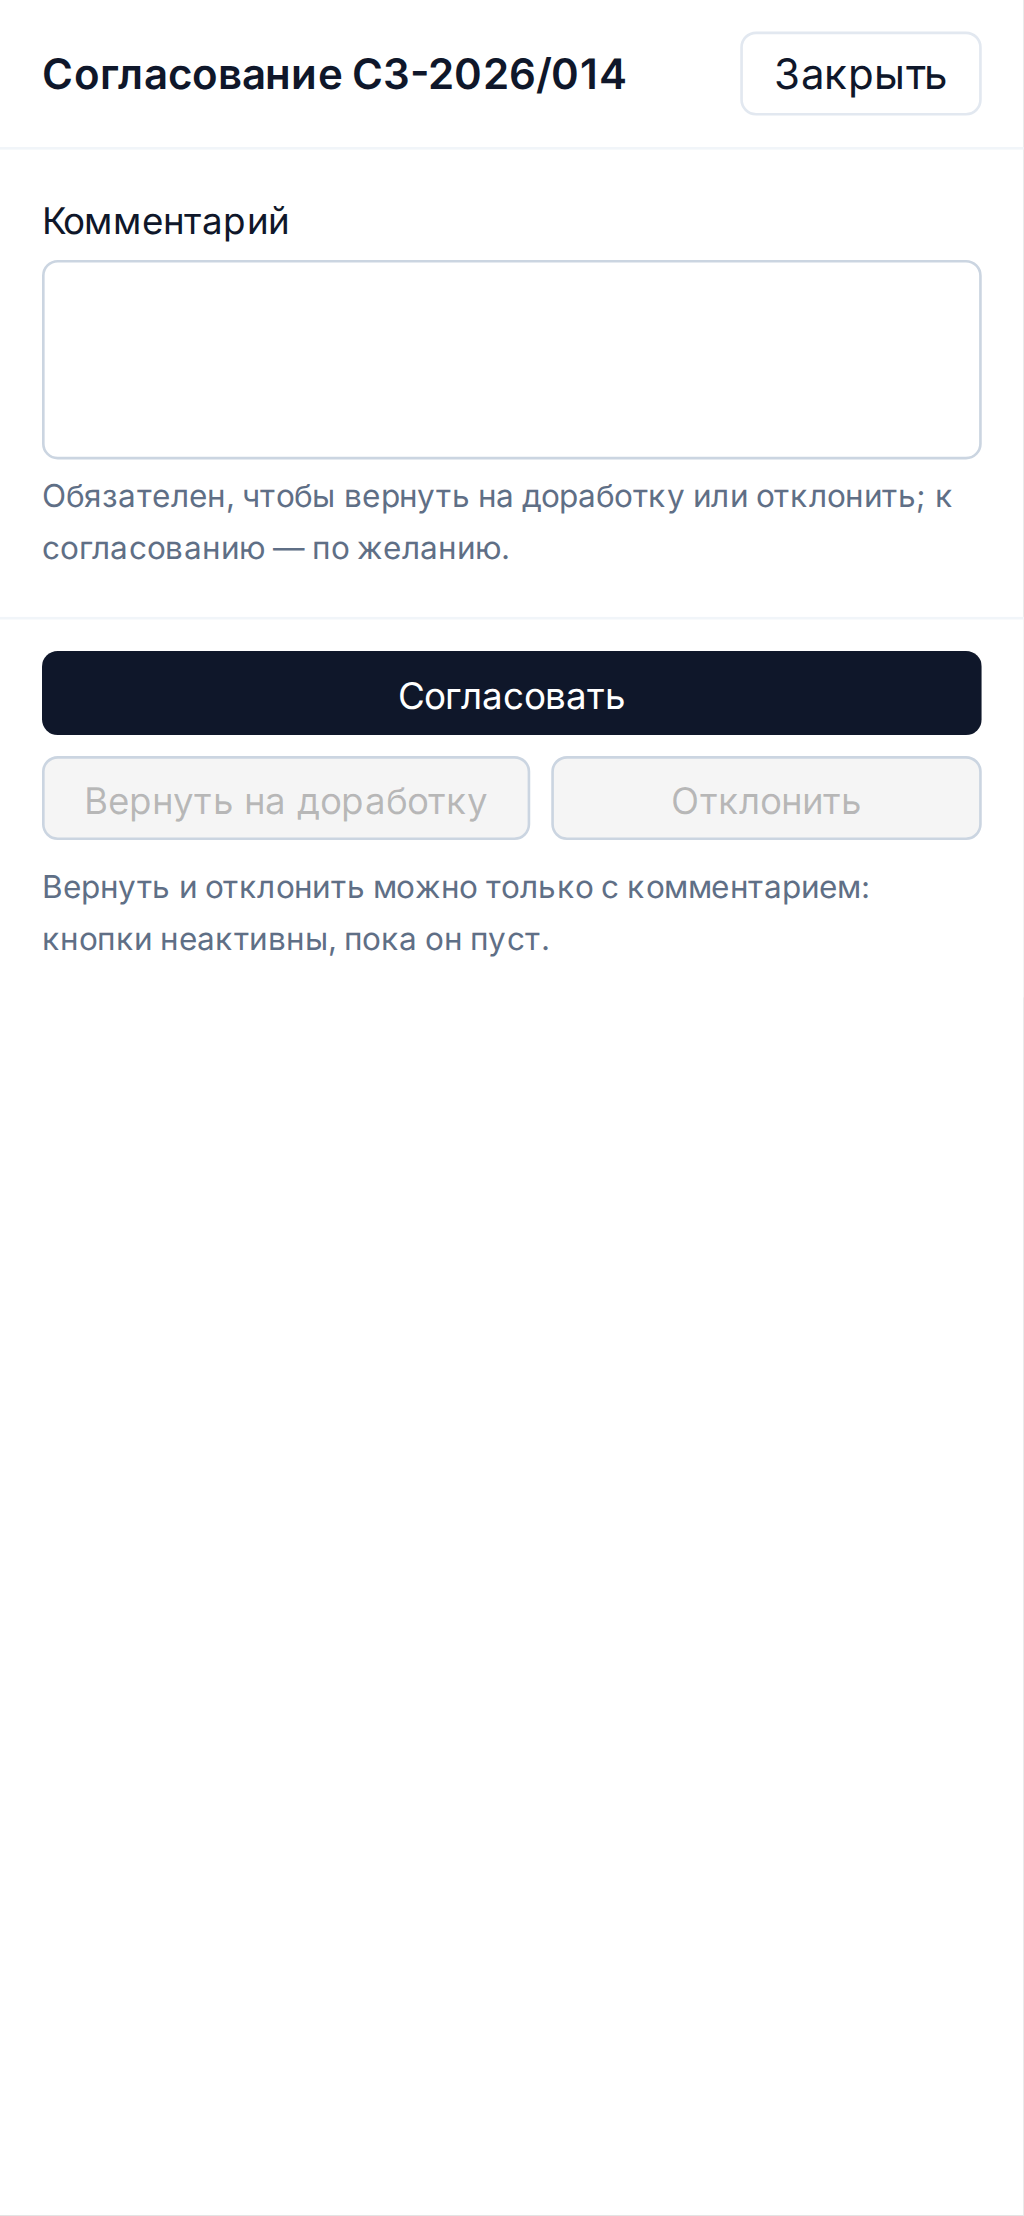 Согласование СЗ-2026/014
Закрыть
Комментарий
Обязателен, чтобы вернуть на доработку или отклонить; к
согласованию — по желанию.
Согласовать
Вернуть на доработку
Отклонить
Вернуть и отклонить можно только с комментарием:
кнопки неактивны, пока он пуст.